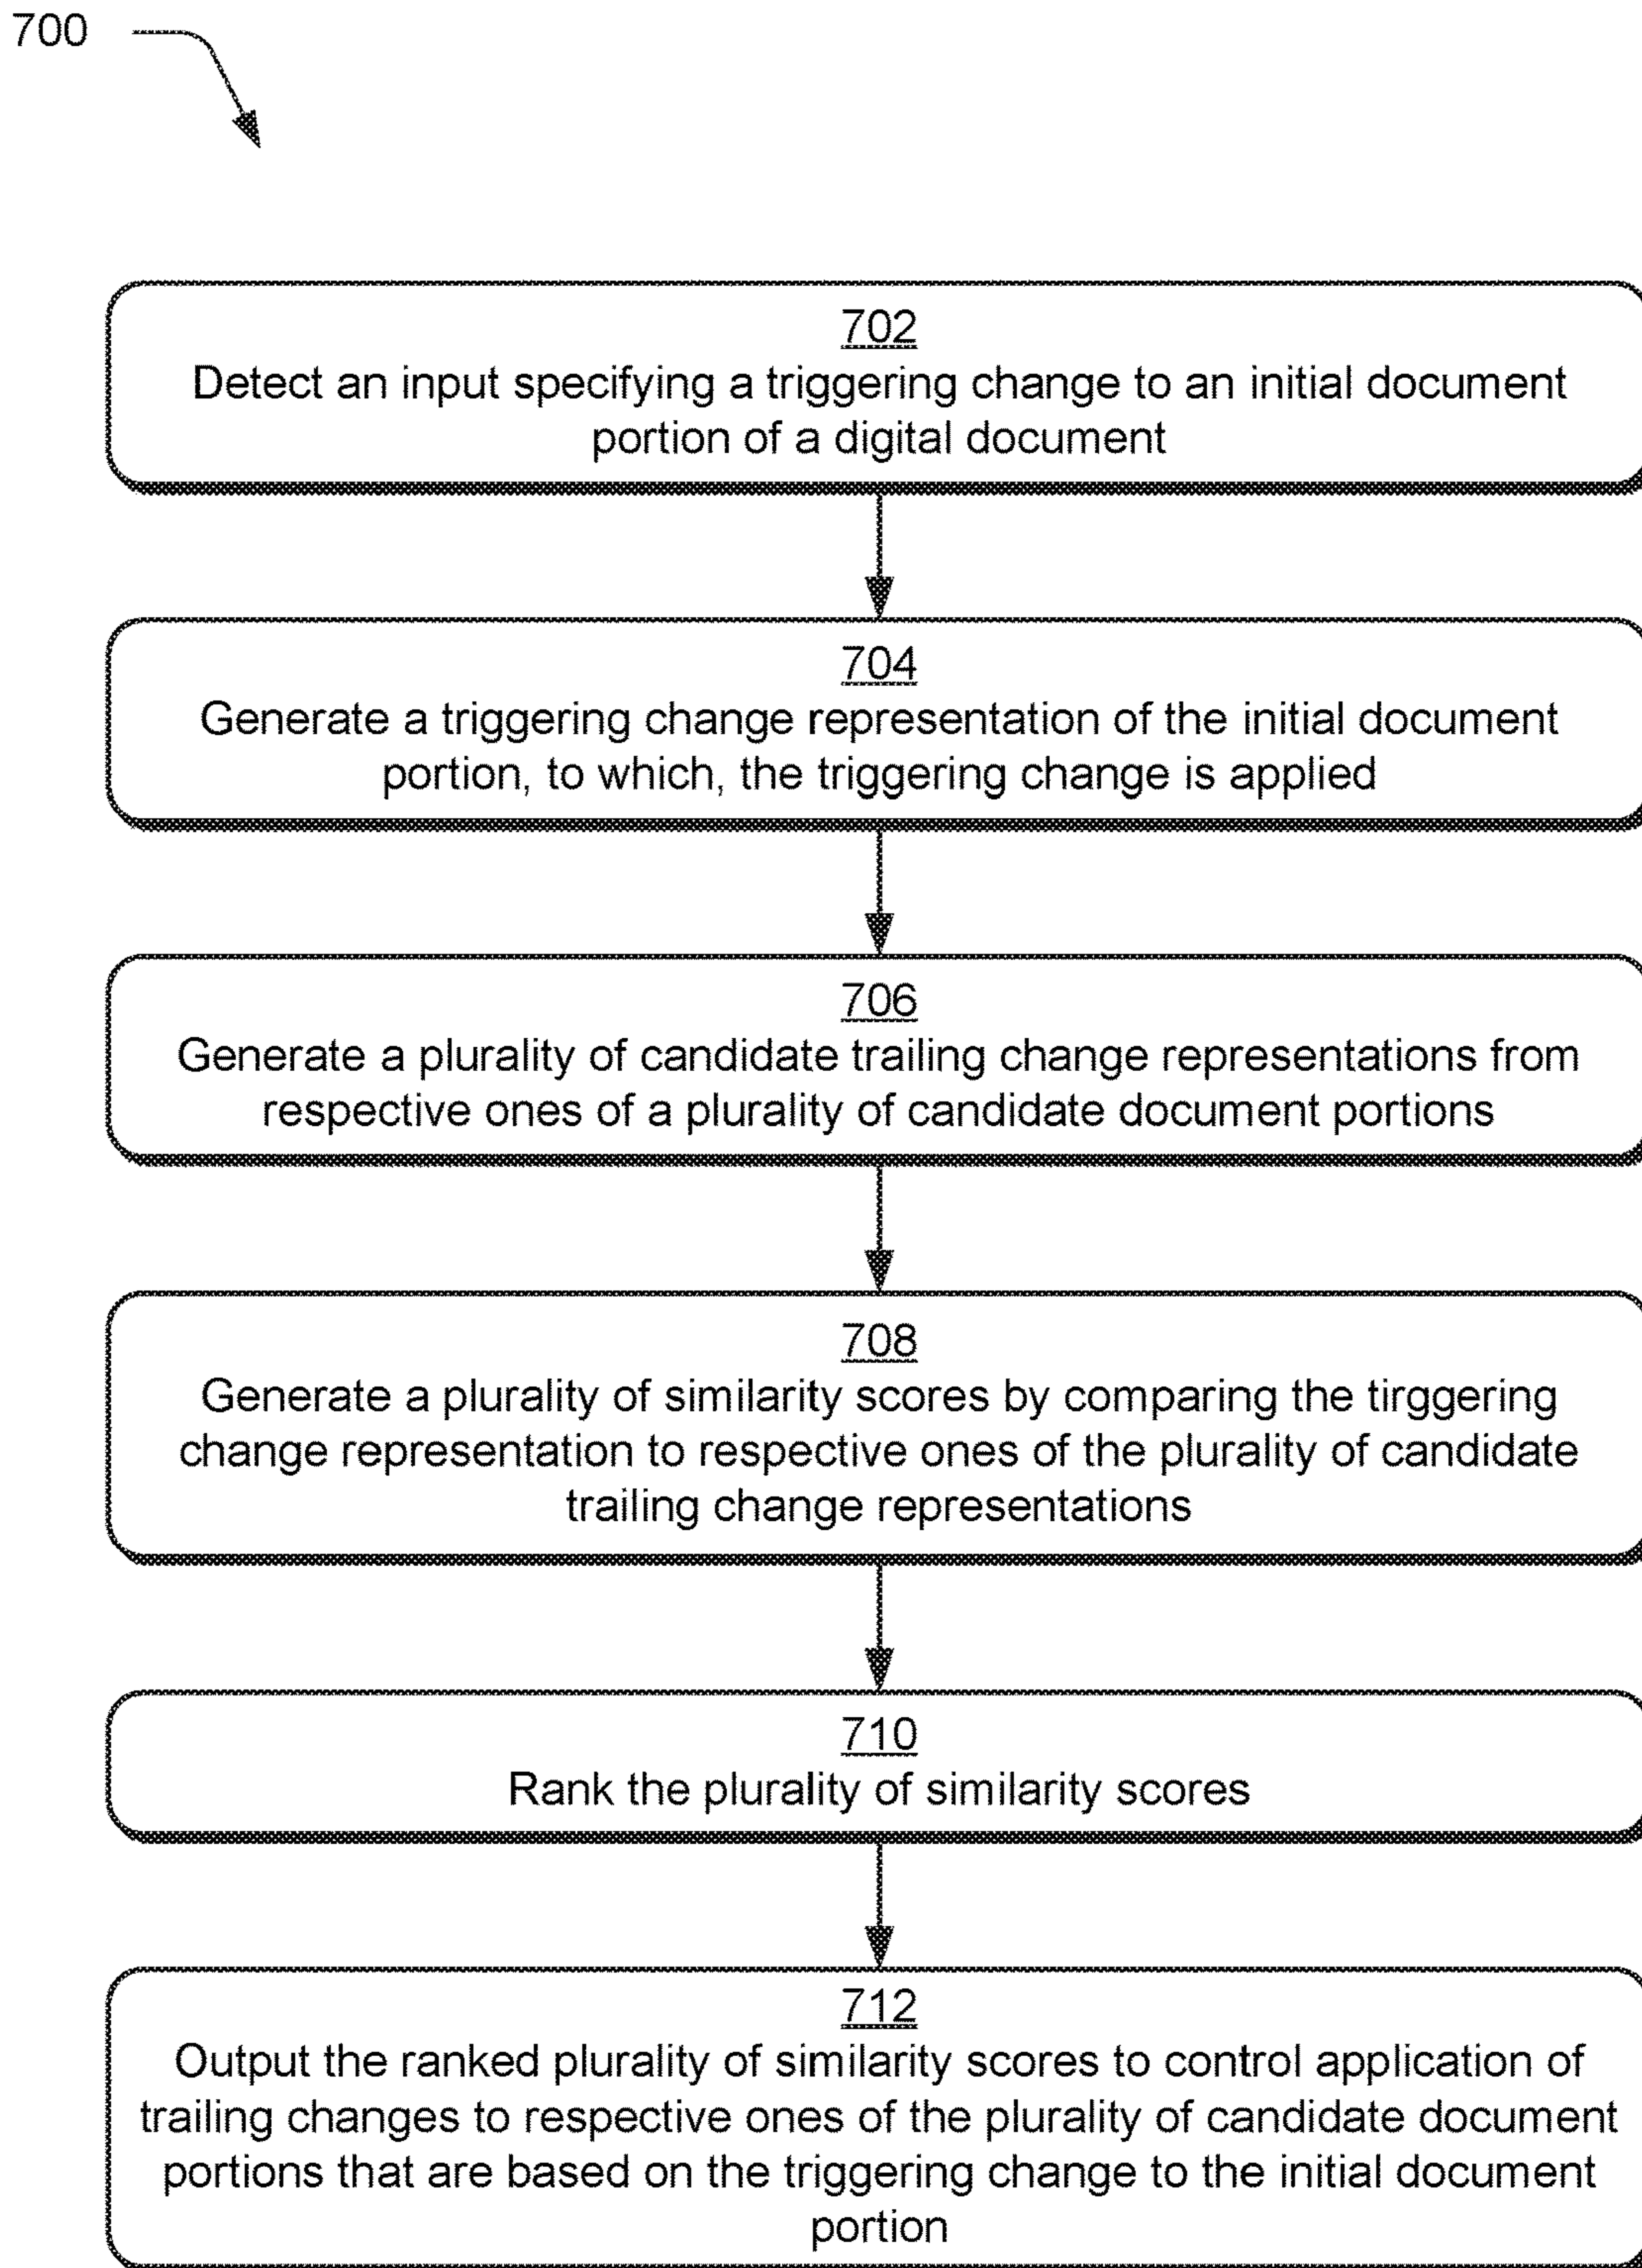 700
702
Detect an input specifying a triggering change to an initial document
portion of a digital document
704
Generate a triggering change representation of the initial document
portion, to which, the triggering change is applied
706
Generate a plurality of candidate trailing change representations from
respective ones of a plurality of candidate document portions
708
Generate a plurality of similarity scores by comparing the tirggering
change representation to respective ones of the plurality of candidate
trailing change representations
710
Rank the plurality of similarity scores
712
Output the ranked plurality of similarity scores to control application of
trailing changes to respective ones of the plurality of candidate document
portions that are based on the triggering change to the initial document
portion